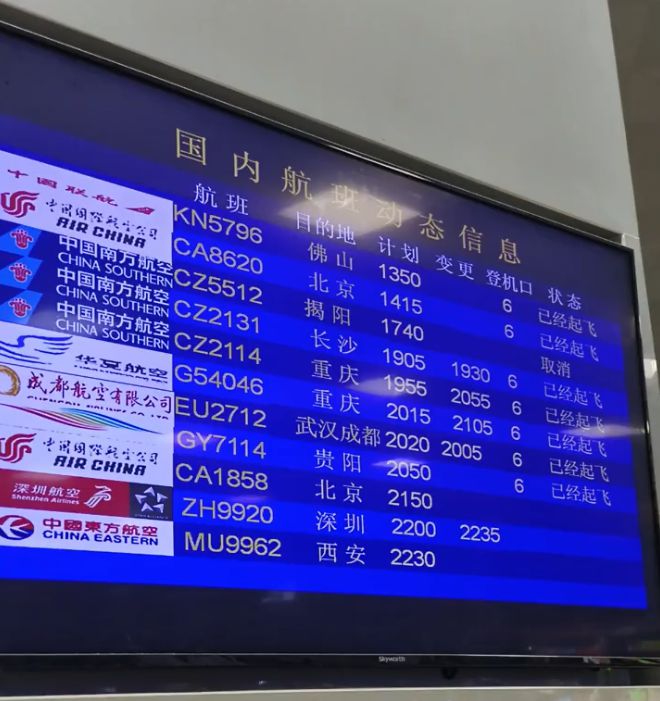 国内航班动态信息
航班 目的地 计划 变更 登机口 状态
中国联航 KN5796 佛山 1350 6 已经起飞
中国国际航空公司 AIR CHINA CA8620 北京 1415 6 已经起飞
中国南方航空 CHINA SOUTHERN CZ5512 揭阳 1740 取消
中国南方航空 CHINA SOUTHERN CZ2131 长沙 1905 1930 6 已经起飞
中国南方航空 CHINA SOUTHERN CZ2114 重庆 1955 2055 6 已经起飞
华夏航空 G54046 重庆 2015 2105 6 已经起飞
成都航空有限公司 EU2712 武汉成都 2020 2005 6 已经起飞
GY7114 贵阳 2050 6 已经起飞
中国国际航空公司 AIR CHINA CA1858 北京 2150
深圳航空 Shenzhen Airlines ZH9920 深圳 2200 2235
中國東方航空 CHINA EASTERN MU9962 西安 2230
Skyworth